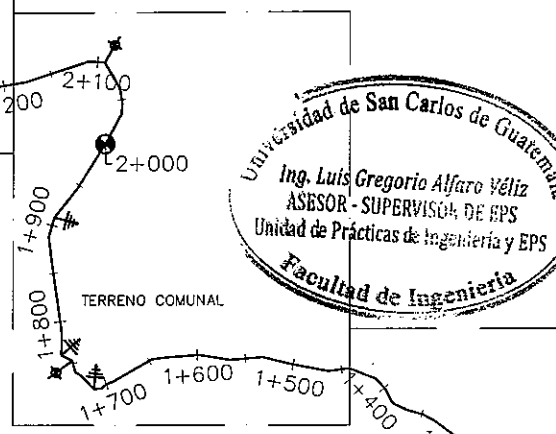 200
2+100
2+000
1+900
TERRENO COMUNAL
1+800
1+700
1+600
1+500
1+400
Universidad de San Carlos de Guatemala
Ing. Luis Gregorio Alfaro Véliz
ASESOR - SUPERVISOR DE EPS
Unidad de Prácticas de Ingeniería y EPS
Facultad de Ingeniería